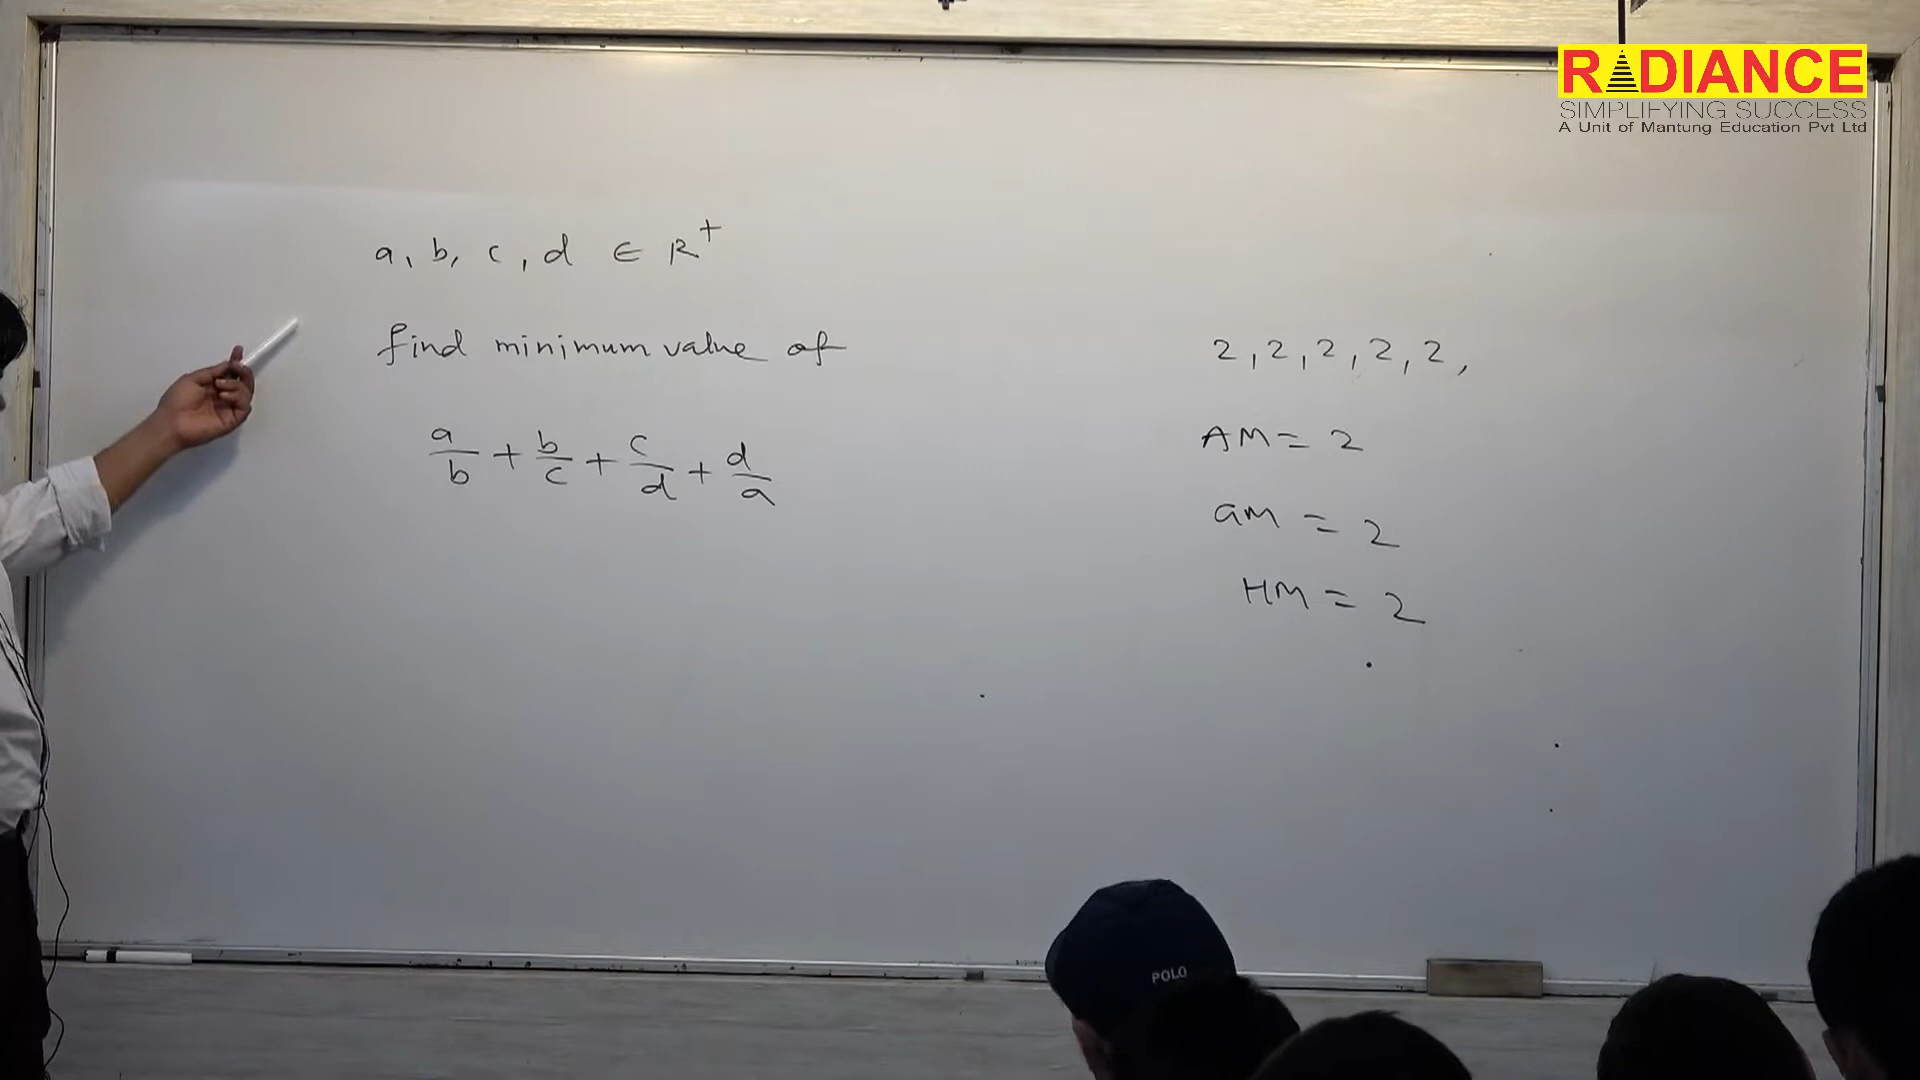 RADIANCE
SIMPLIFYING SUCCESS
A Unit of Mantung Education Pvt Ltd
a, b, c, d ∈ R⁺
find minimum value of
a/b + b/c + c/d + d/a
2, 2, 2, 2, 2,
AM = 2
GM = 2
HM = 2
POLO